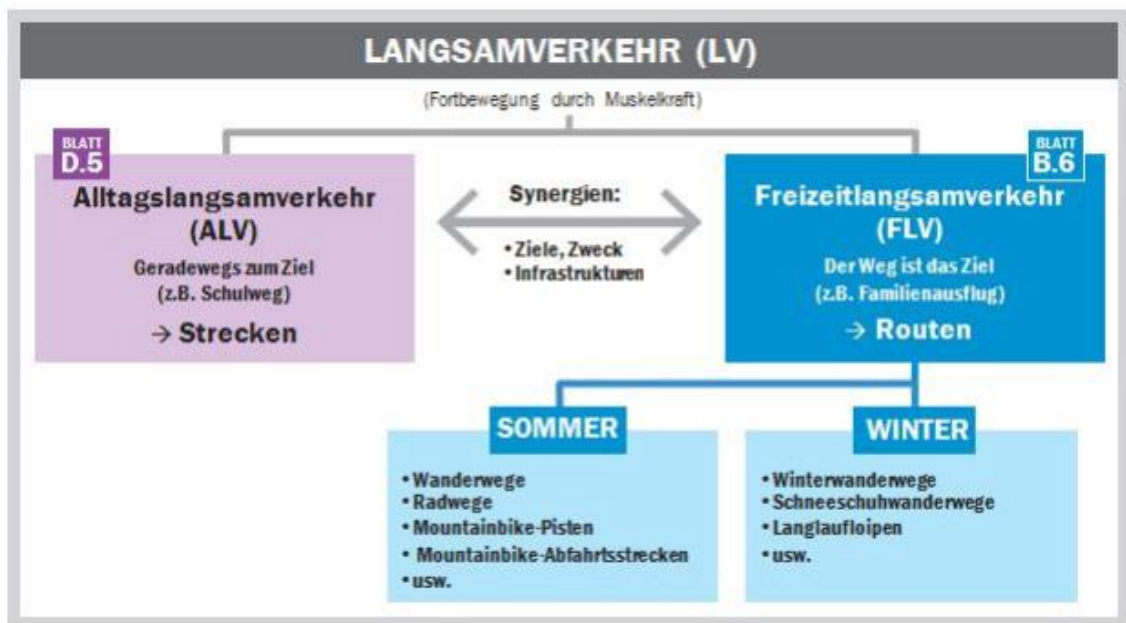 LANGSAMVERKEHR (LV)
(Fortbewegung durch Muskelkraft)
BLATT
D.5
Alltagslangsamverkehr
(ALV)
Geradewegs zum Ziel
(z.B. Schulweg)
→ Strecken
Synergien:
• Ziele, Zweck
• Infrastrukturen
BLATT
B.6
Freizeitlangsamverkehr
(FLV)
Der Weg ist das Ziel
(z.B. Familienausflug)
→ Routen
SOMMER
• Wanderwege
• Radwege
• Mountainbike-Pisten
• Mountainbike-Abfahrtsstrecken
• usw.
WINTER
• Winterwanderwege
• Schneeschuhwanderwege
• Langlaufloipen
• usw.